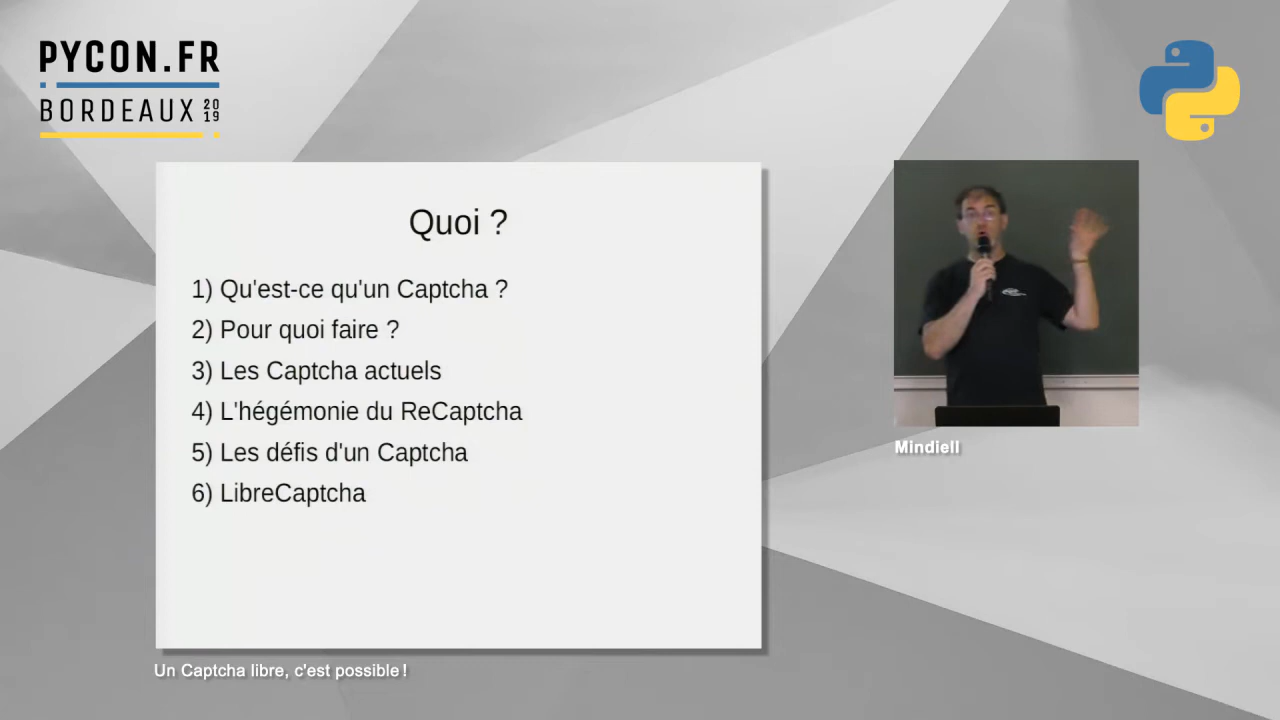 PYCON.FR
BORDEAUX 20 19
Quoi ?
1) Qu'est-ce qu'un Captcha ?
2) Pour quoi faire ?
3) Les Captcha actuels
4) L'hégémonie du ReCaptcha
5) Les défis d'un Captcha
6) LibreCaptcha
Mindiell
Un Captcha libre, c'est possible !